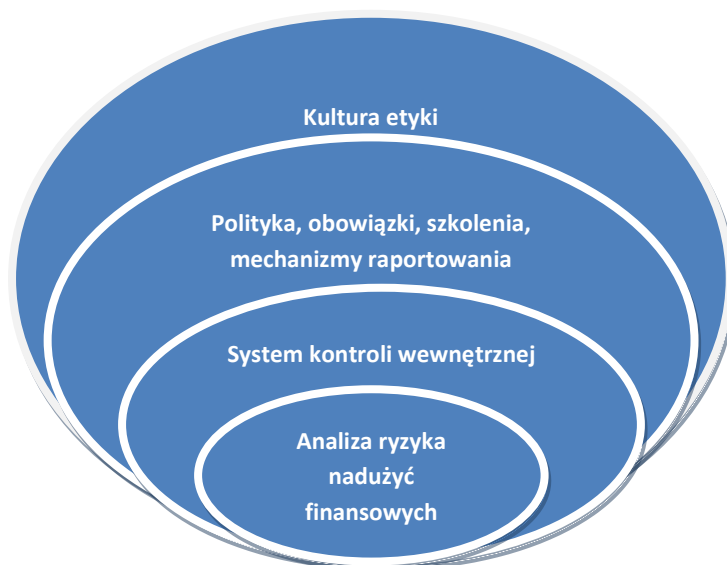 Kultura etyki
Polityka, obowiązki, szkolenia,
mechanizmy raportowania
System kontroli wewnętrznej
Analiza ryzyka
nadużyć
finansowych